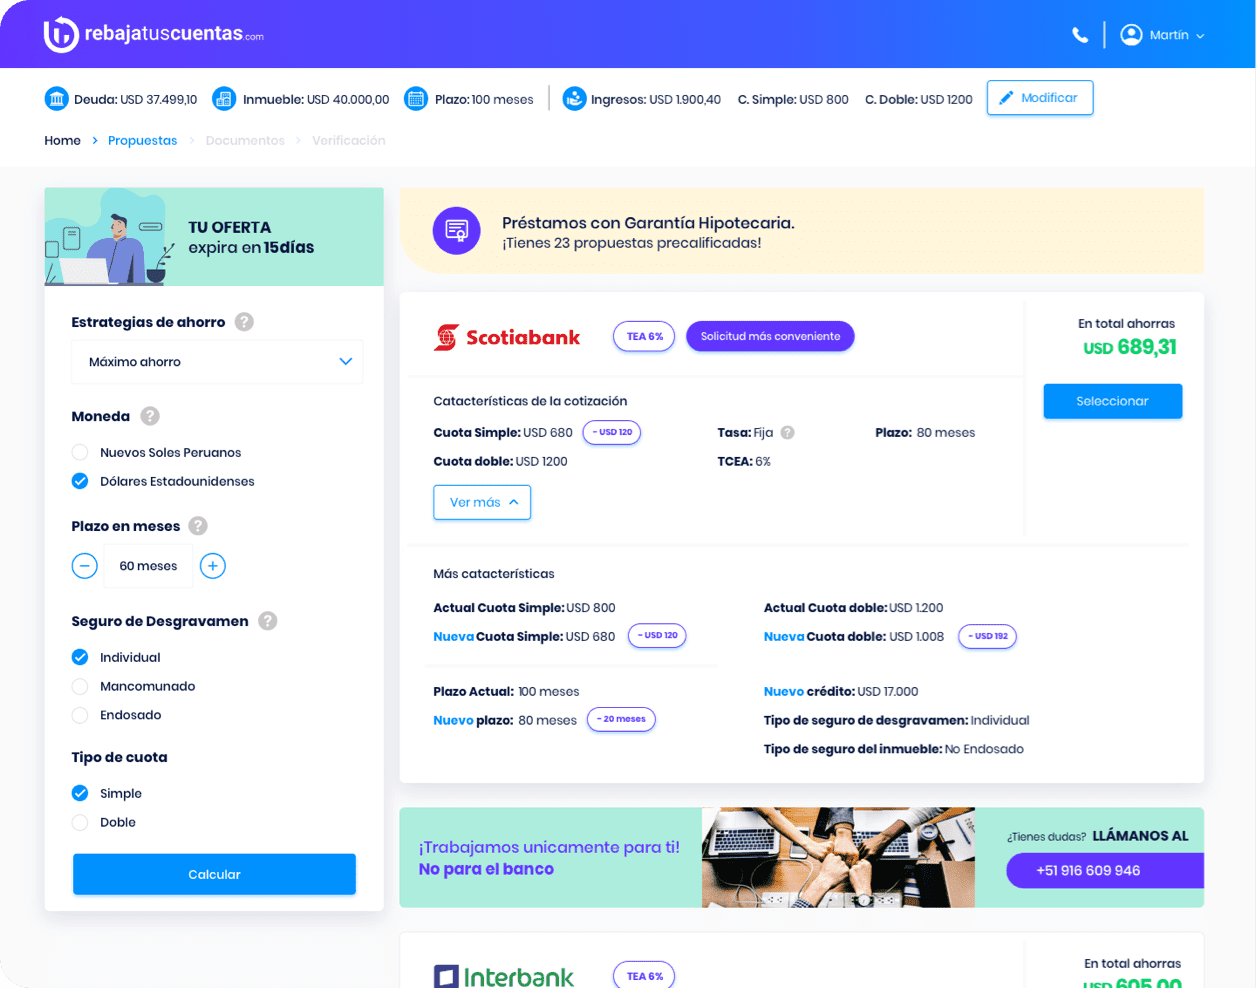 rebajatuscuentas.com
Martín
Deuda: USD 37.499,10
Inmueble: USD 40.000,00
Plazo: 100 meses
Ingresos: USD 1.900,40
C. Simple: USD 800
C. Doble: USD 1200
Modificar
Home > Propuestas > Documentos > Verificación
TU OFERTA
expira en 15días
Estrategias de ahorro ?
Máximo ahorro
Moneda ?
Nuevos Soles Peruanos
Dólares Estadounidenses
Plazo en meses ?
− 60 meses +
Seguro de Desgravamen ?
Individual
Mancomunado
Endosado
Tipo de cuota
Simple
Doble
Calcular
Préstamos con Garantía Hipotecaria.
¡Tienes 23 propuestas precalificadas!
Scotiabank
TEA 6%
Solicitud más conveniente
En total ahorras
USD 689,31
Seleccionar
Catacterísticas de la cotización
Cuota Simple: USD 680 - USD 120
Tasa: Fija ?
Plazo: 80 meses
Cuota doble: USD 1200
TCEA: 6%
Ver más
Más catacterísticas
Actual Cuota Simple: USD 800
Actual Cuota doble: USD 1.200
Nueva Cuota Simple: USD 680 - USD 120
Nueva Cuota doble: USD 1.008 - USD 192
Plazo Actual: 100 meses
Nuevo crédito: USD 17.000
Nuevo plazo: 80 meses - 20 meses
Tipo de seguro de desgravamen: Individual
Tipo de seguro del inmueble: No Endosado
¡Trabajamos unicamente para ti!
No para el banco
¿Tienes dudas? LLÁMANOS AL
+51 916 609 946
Interbank
TEA 6%
En total ahorras
USD 605,00